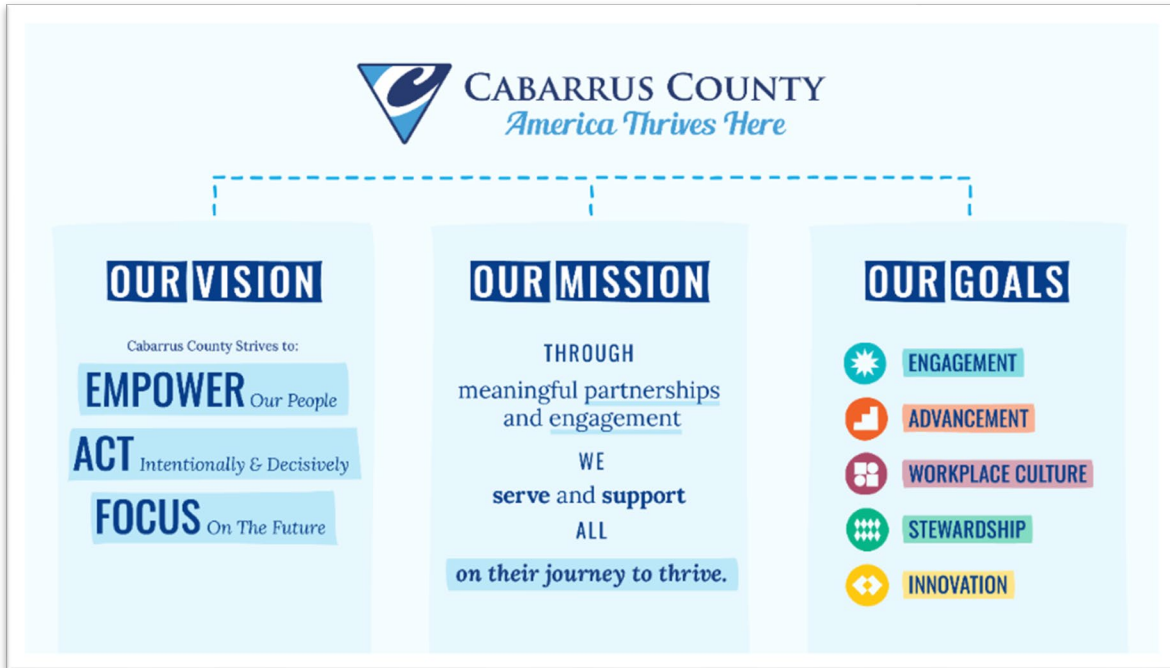 CABARRUS COUNTY
America Thrives Here
OUR VISION
Cabarrus County Strives to:
EMPOWER Our People
ACT Intentionally & Decisively
FOCUS On The Future
OUR MISSION
THROUGH
meaningful partnerships
and engagement
WE
serve and support
ALL
on their journey to thrive.
OUR GOALS
ENGAGEMENT
ADVANCEMENT
WORKPLACE CULTURE
STEWARDSHIP
INNOVATION